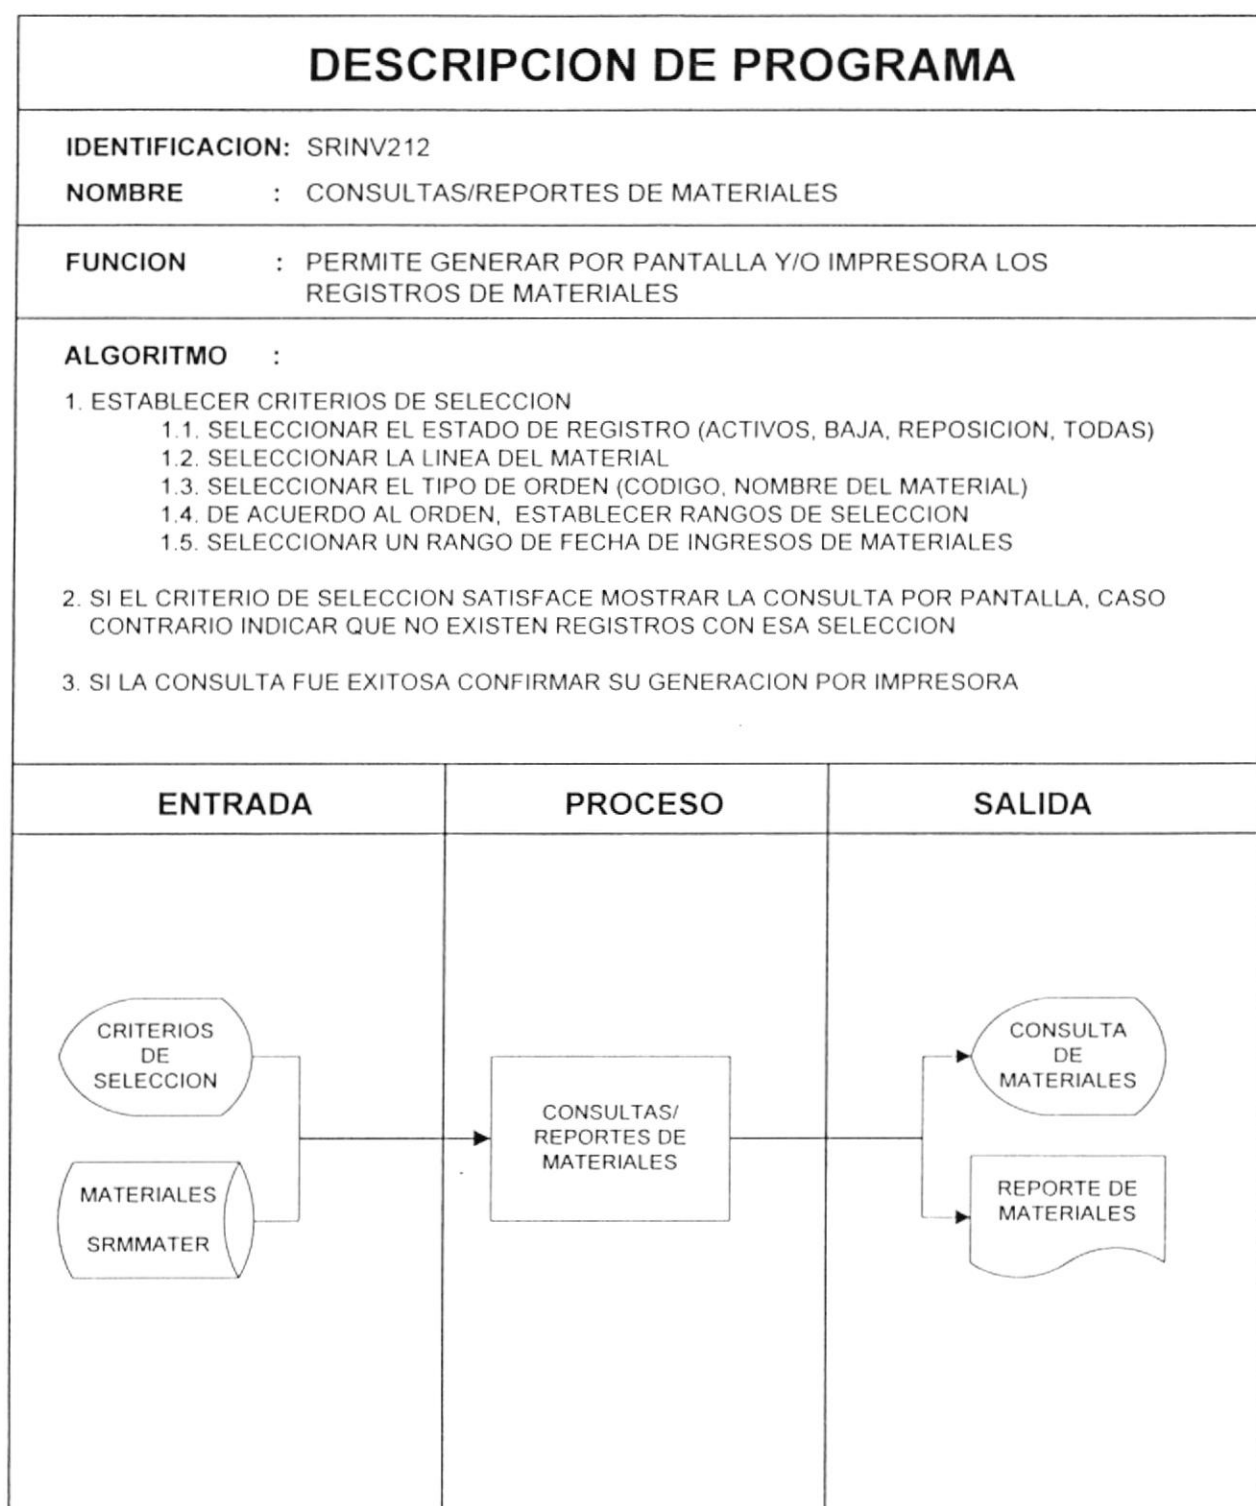 DESCRIPCION DE PROGRAMA
IDENTIFICACION: SRINV212
NOMBRE : CONSULTAS/REPORTES DE MATERIALES
FUNCION : PERMITE GENERAR POR PANTALLA Y/O IMPRESORA LOS
REGISTROS DE MATERIALES
ALGORITMO :
1. ESTABLECER CRITERIOS DE SELECCION
1.1. SELECCIONAR EL ESTADO DE REGISTRO (ACTIVOS, BAJA, REPOSICION, TODAS)
1.2. SELECCIONAR LA LINEA DEL MATERIAL
1.3. SELECCIONAR EL TIPO DE ORDEN (CODIGO, NOMBRE DEL MATERIAL)
1.4. DE ACUERDO AL ORDEN, ESTABLECER RANGOS DE SELECCION
1.5. SELECCIONAR UN RANGO DE FECHA DE INGRESOS DE MATERIALES
2. SI EL CRITERIO DE SELECCION SATISFACE MOSTRAR LA CONSULTA POR PANTALLA, CASO
CONTRARIO INDICAR QUE NO EXISTEN REGISTROS CON ESA SELECCION
3. SI LA CONSULTA FUE EXITOSA CONFIRMAR SU GENERACION POR IMPRESORA
ENTRADA
PROCESO
SALIDA
CRITERIOS
DE
SELECCION
MATERIALES
SRMMATER
CONSULTAS/
REPORTES DE
MATERIALES
CONSULTA
DE
MATERIALES
REPORTE DE
MATERIALES